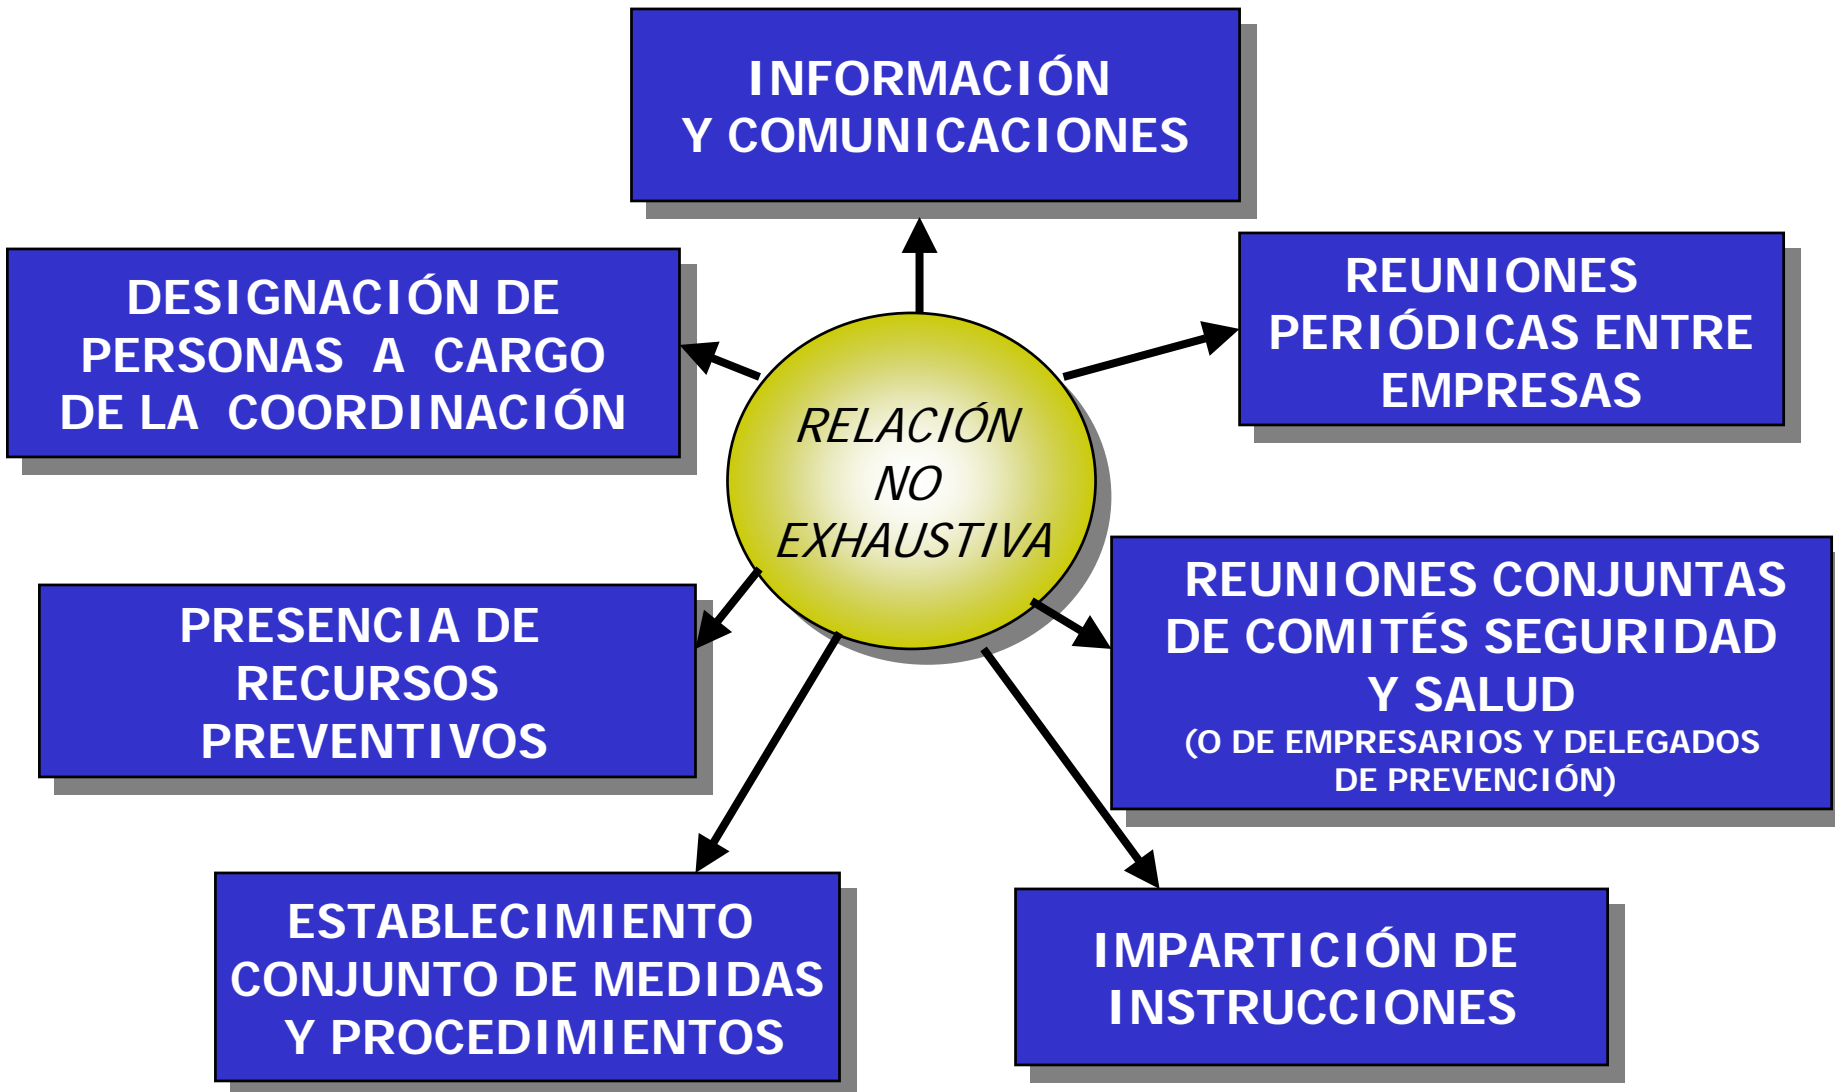 INFORMACIÓN
Y COMUNICACIONES
DESIGNACIÓN DE
PERSONAS A CARGO
DE LA COORDINACIÓN
REUNIONES
PERIÓDICAS ENTRE
EMPRESAS
RELACIÓN
NO
EXHAUSTIVA
PRESENCIA DE
RECURSOS
PREVENTIVOS
REUNIONES CONJUNTAS
DE COMITÉS SEGURIDAD
Y SALUD
(O DE EMPRESARIOS Y DELEGADOS
DE PREVENCIÓN)
ESTABLECIMIENTO
CONJUNTO DE MEDIDAS
Y PROCEDIMIENTOS
IMPARTICIÓN DE
INSTRUCCIONES